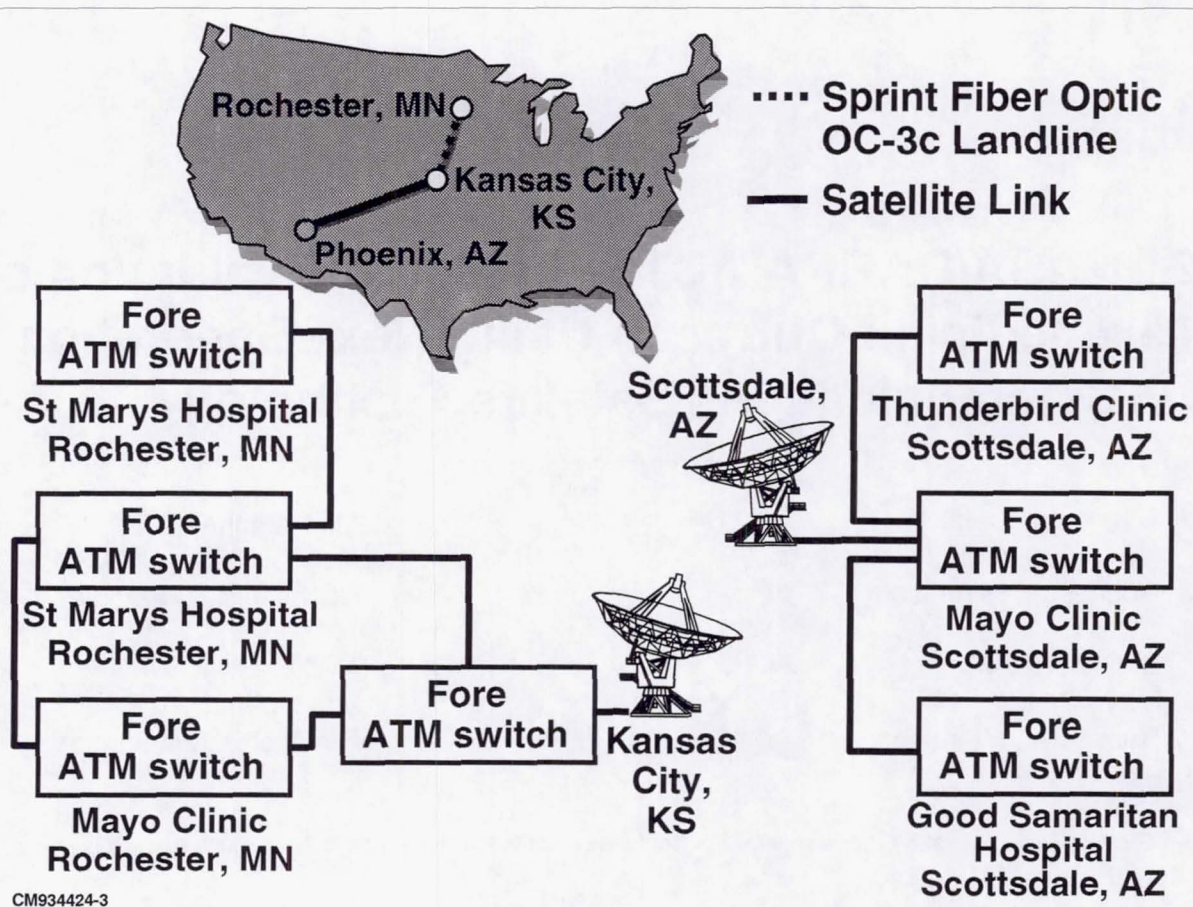 Rochester, MN
Kansas City,
KS
Phoenix, AZ
Sprint Fiber Optic
OC-3c Landline
Satellite Link
Fore
ATM switch
St Marys Hospital
Rochester, MN
Fore
ATM switch
St Marys Hospital
Rochester, MN
Fore
ATM switch
Mayo Clinic
Rochester, MN
Fore
ATM switch
Kansas
City,
KS
Scottsdale,
AZ
Fore
ATM switch
Thunderbird Clinic
Scottsdale, AZ
Fore
ATM switch
Mayo Clinic
Scottsdale, AZ
Fore
ATM switch
Good Samaritan
Hospital
Scottsdale, AZ
CM934424-3